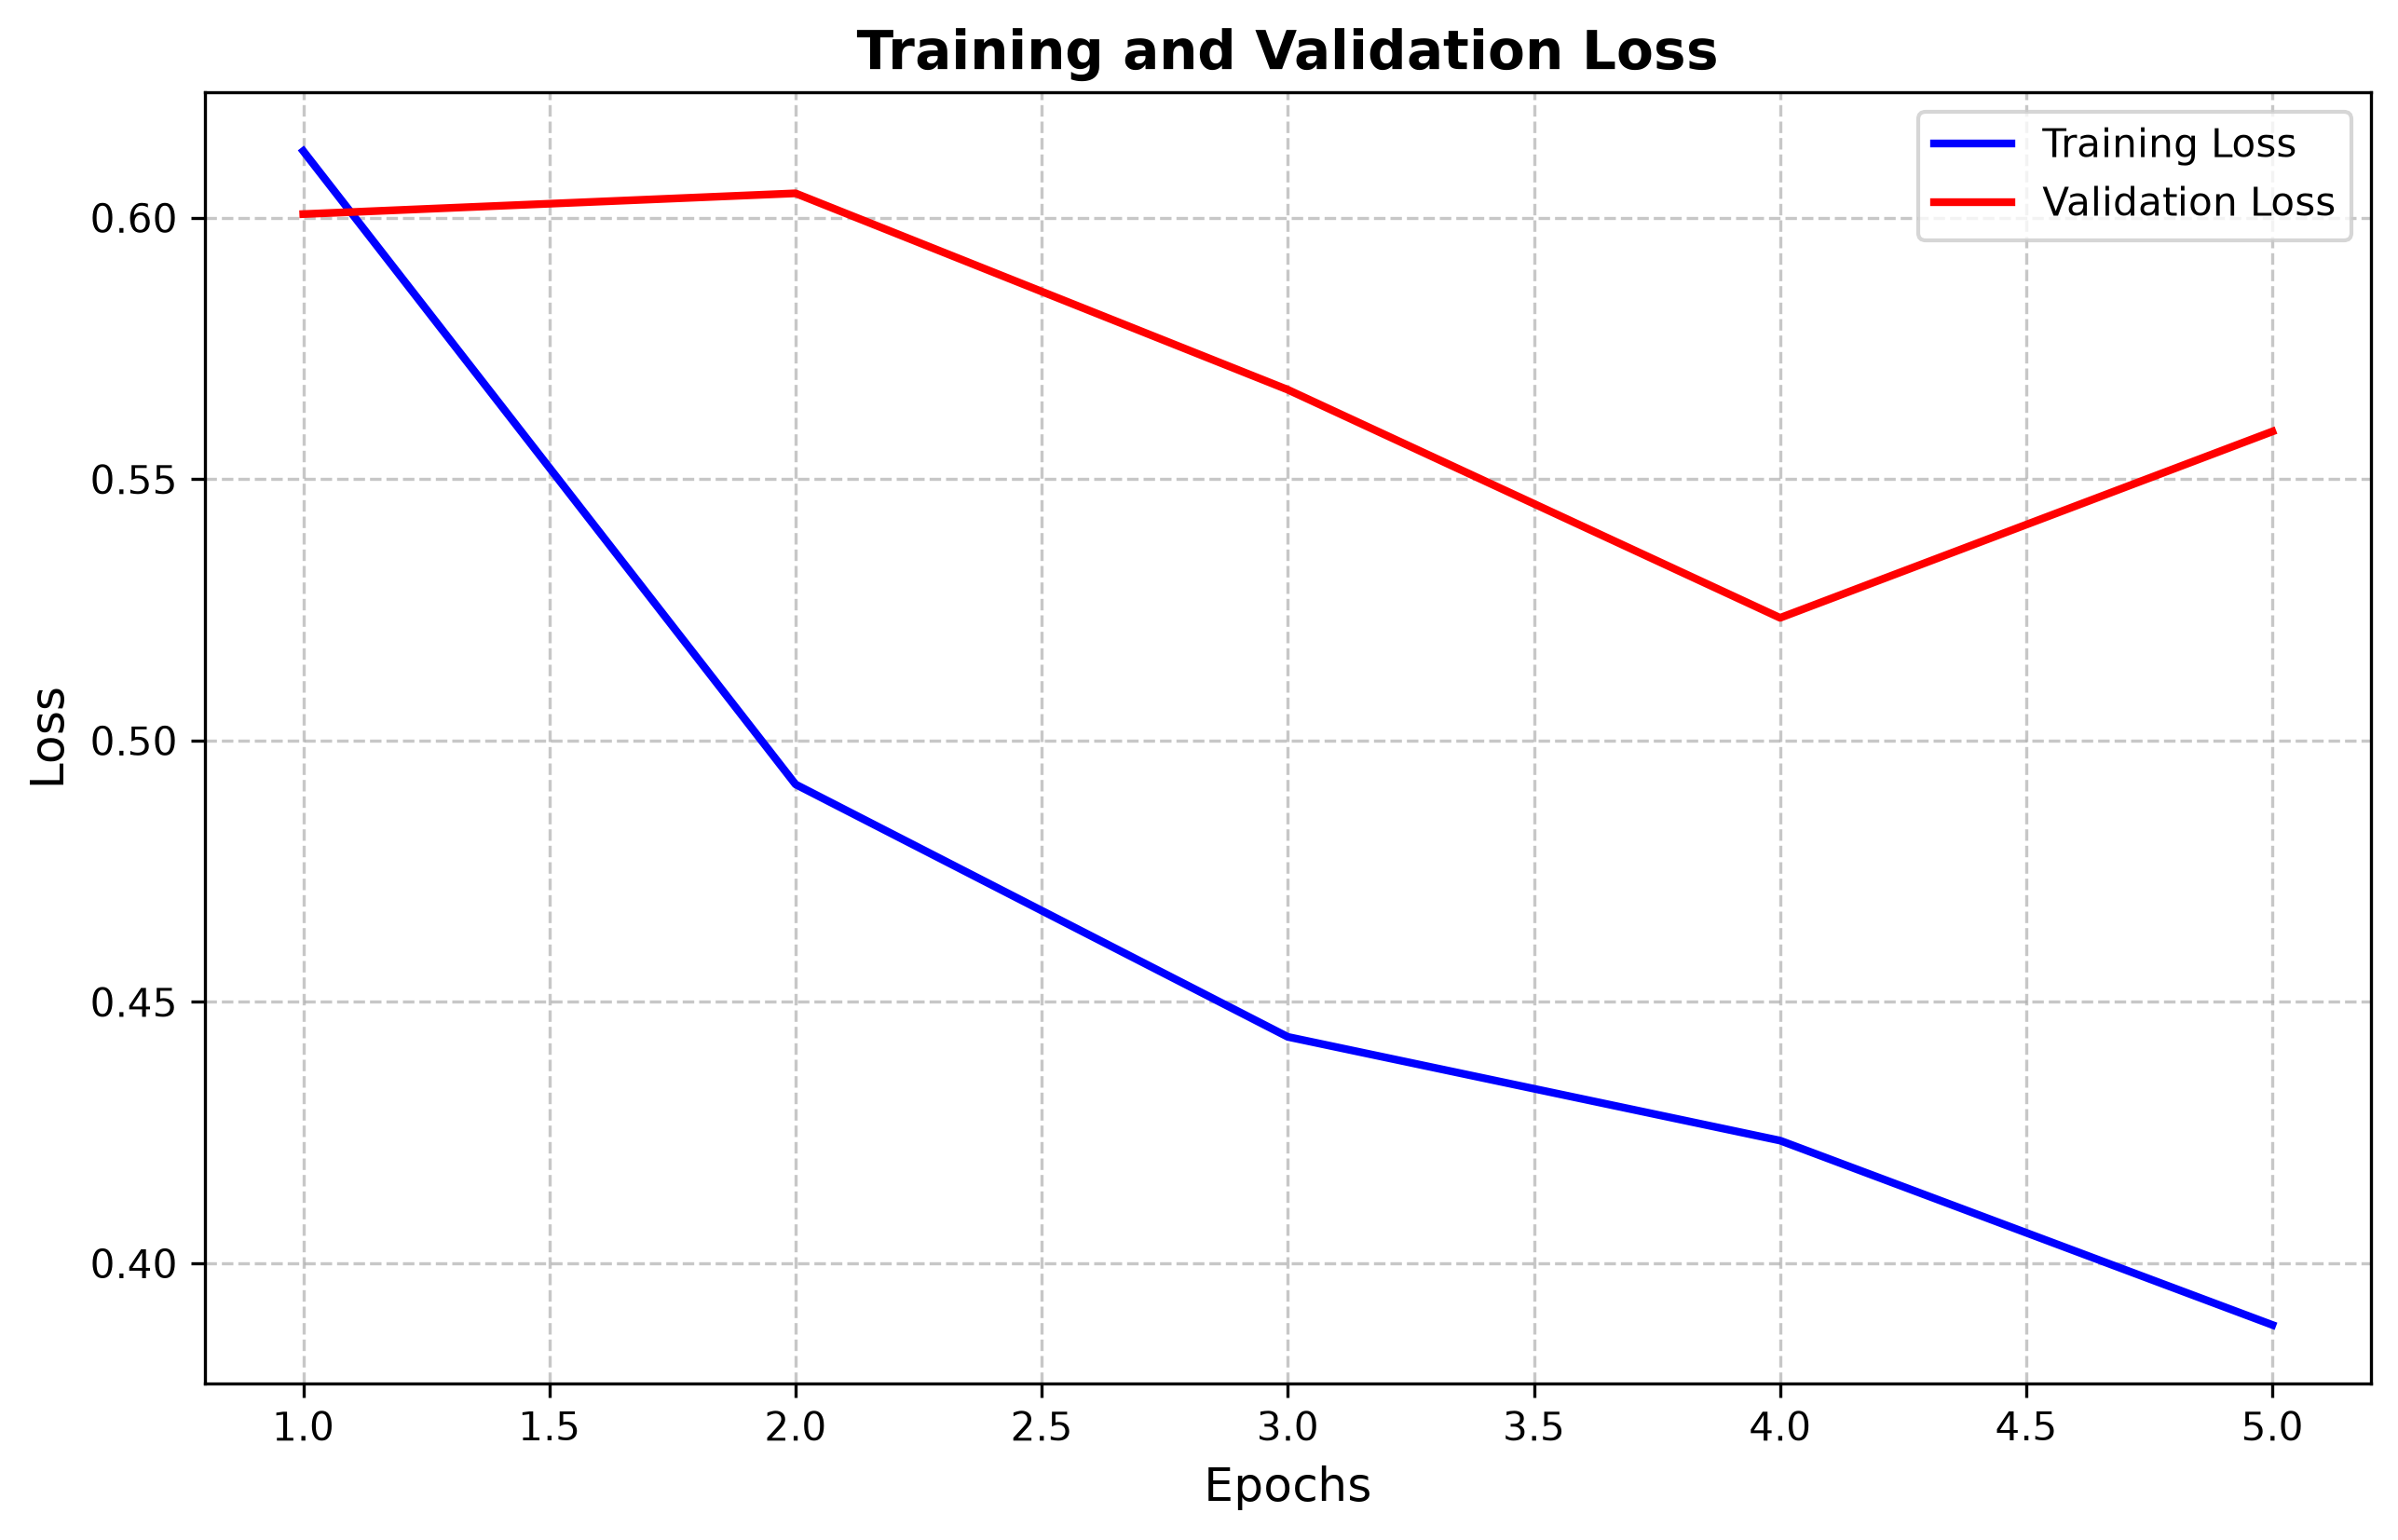 Training and Validation Loss
Training Loss
Validation Loss
0.60
0.55
0.50
0.45
0.40
Loss
1.0 1.5 2.0 2.5 3.0 3.5 4.0 4.5 5.0
Epochs